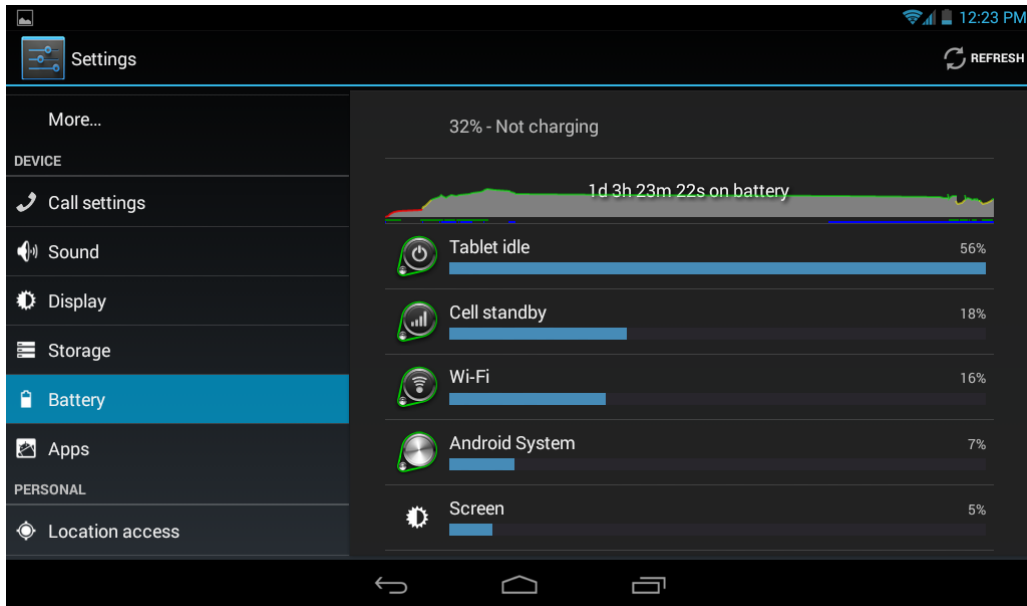 12:23 PM
Settings
REFRESH
More...
DEVICE
Call settings
Sound
Display
Storage
Battery
Apps
PERSONAL
Location access
32% - Not charging
1d 3h 23m 22s on battery
Tablet idle 56%
Cell standby 18%
Wi-Fi 16%
Android System 7%
Screen 5%